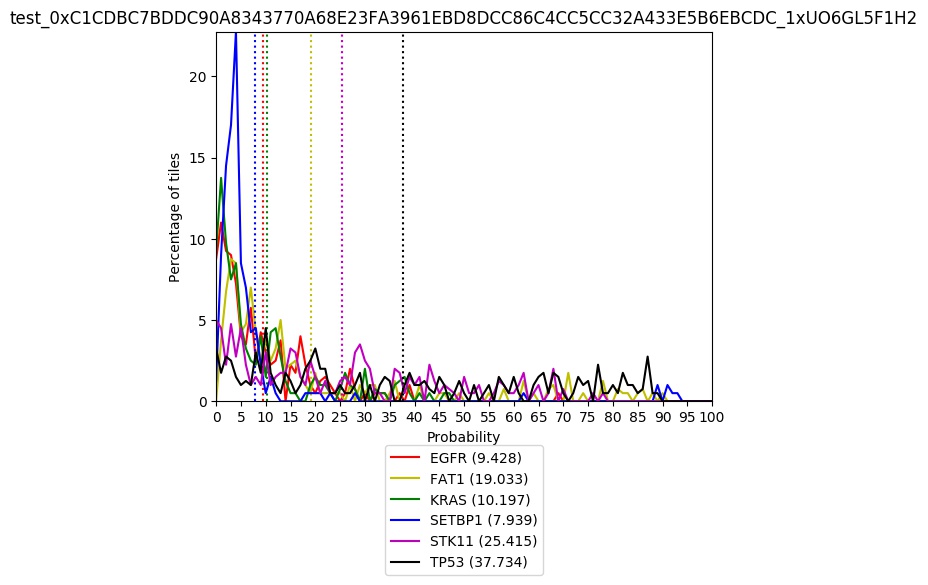 test_0xC1CDBC7BDDC90A8343770A68E23FA3961EBD8DCC86C4CC5CC32A433E5B6EBCDC_1xUO6GL5F1H2
Percentage of tiles
20
15
10
5
0
0 5 10 15 20 25 30 35 40 45 50 55 60 65 70 75 80 85 90 95 100
Probability
EGFR (9.428)
FAT1 (19.033)
KRAS (10.197)
SETBP1 (7.939)
STK11 (25.415)
TP53 (37.734)